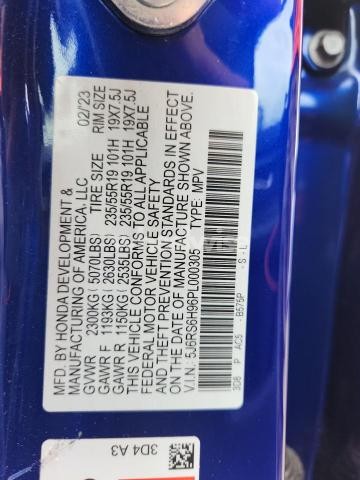 MFD. BY HONDA DEVELOPMENT &
MANUFACTURING OF AMERICA, LLC 02/23
TIRE SIZE RIM SIZE
GVWR 2300KG (5070LBS)
GAWR F 1193KG (2630LBS) 235/55R19 101H 19X7.5J
GAWR R 1150KG (2535LBS) 235/55R19 101H 19X7.5J
THIS VEHICLE CONFORMS TO ALL APPLICABLE
FEDERAL MOTOR VEHICLE SAFETY
AND THEFT PREVENTION STANDARDS IN EFFECT
ON THE DATE OF MANUFACTURE SHOWN ABOVE.
V.I.N.: 5J6RS6H96PL000305 TYPE: MPV
3D8 P AC5 -B575P -S-L
3D4 A3